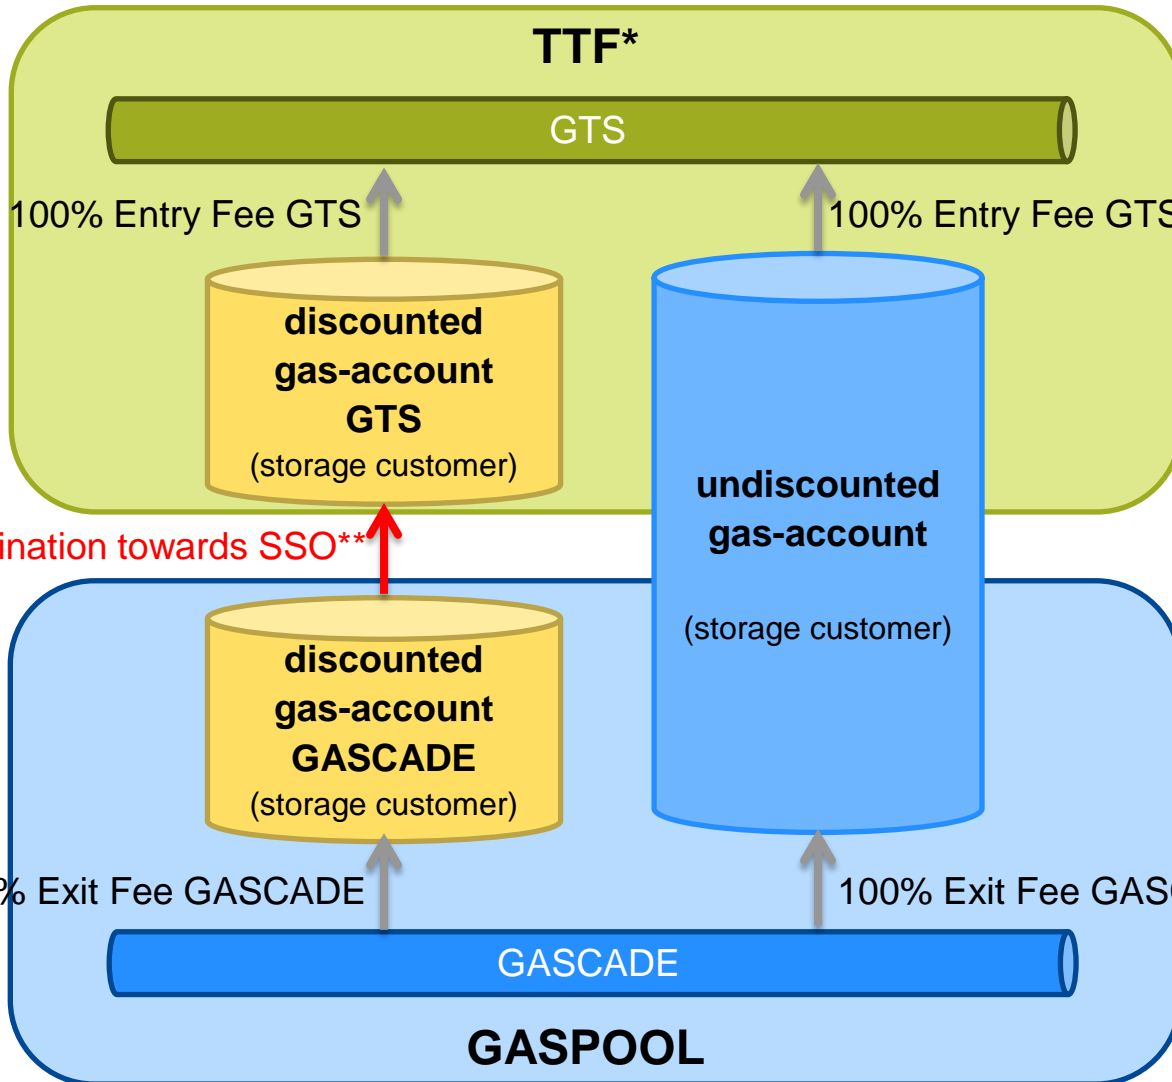 TTF*
GTS
100% Entry Fee GTS
100% Entry Fee GTS
discounted
gas-account
GTS
(storage customer)
undiscounted
gas-account
(storage customer)
ination towards SSO**
discounted
gas-account
GASCADE
(storage customer)
% Exit Fee GASCADE
100% Exit Fee GASC
GASCADE
GASPOOL